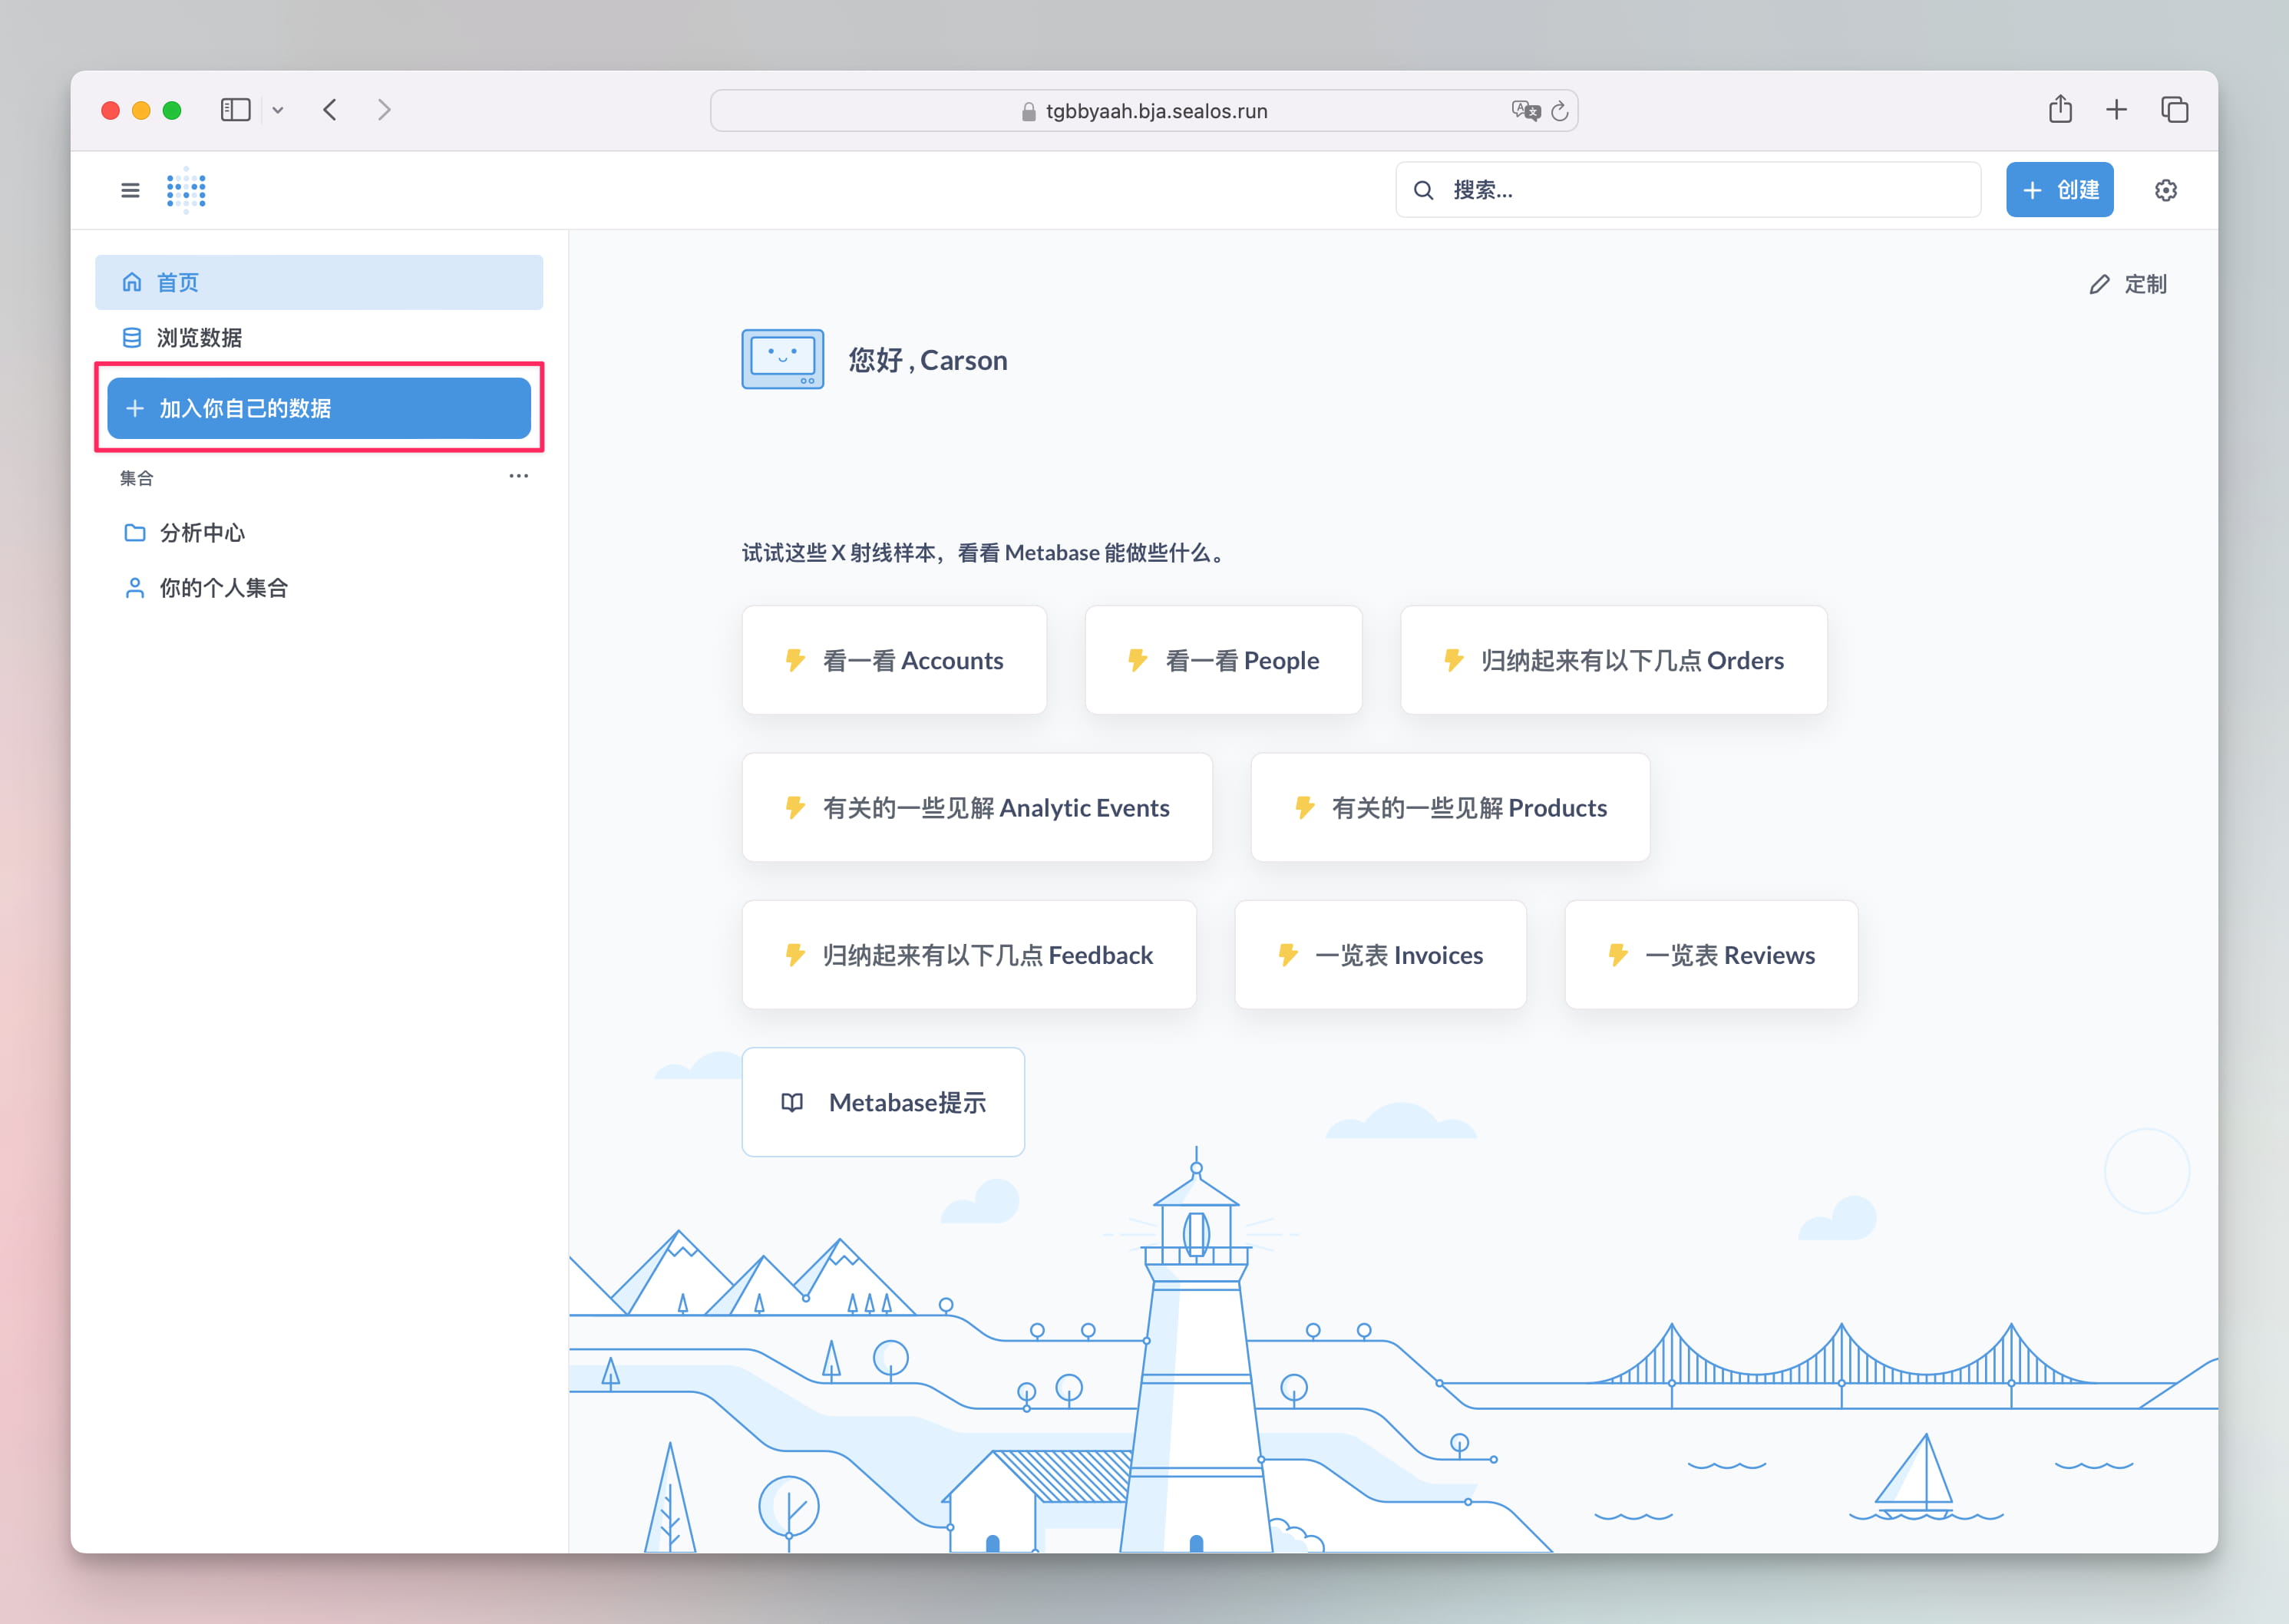 tgbbyaah.bja.sealos.run
搜索...
创建
首页
浏览数据
加入你自己的数据
集合
分析中心
你的个人集合
定制
您好 , Carson
试试这些 X 射线样本，看看 Metabase 能做些什么。
看一看 Accounts
看一看 People
归纳起来有以下几点 Orders
有关的一些见解 Analytic Events
有关的一些见解 Products
归纳起来有以下几点 Feedback
一览表 Invoices
一览表 Reviews
Metabase提示